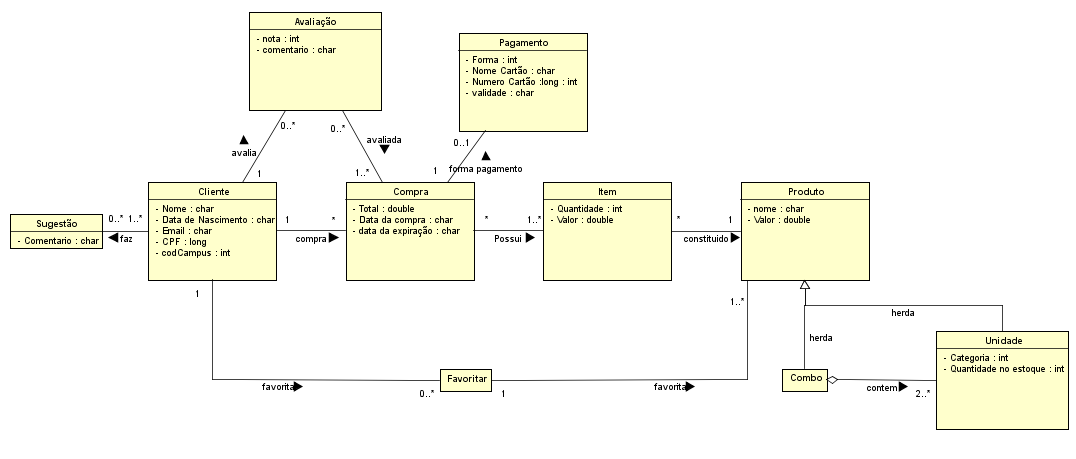 Avaliação
- nota : int
- comentario : char
Pagamento
- Forma : int
- Nome Cartão : char
- Numero Cartão :long : int
- validade : char
0..*
0..*
avalia
avaliada
0..1
forma pagamento
1
1..*
1
Sugestão
- Comentario : char
0..*
1..*
faz
Cliente
- Nome : char
- Data de Nascimento : char
- Email : char
- CPF : long
- codCampus : int
1
*
compra
Compra
- Total : double
- Data da compra : char
- data da expiração : char
*
1..*
Possui
Item
- Quantidade : int
- Valor : double
*
1
constituido
Produto
- nome : char
- Valor : double
1
1..*
herda
herda
Unidade
- Categoria : int
- Quantidade no estoque : int
Combo
contem
2..*
favorita
0..*
Favoritar
1
favorita